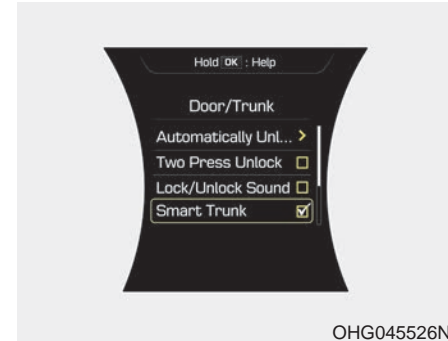 Hold OK : Help
Door/Trunk
Automatically Unl... >
Two Press Unlock
Lock/Unlock Sound
Smart Trunk
OHG045526N